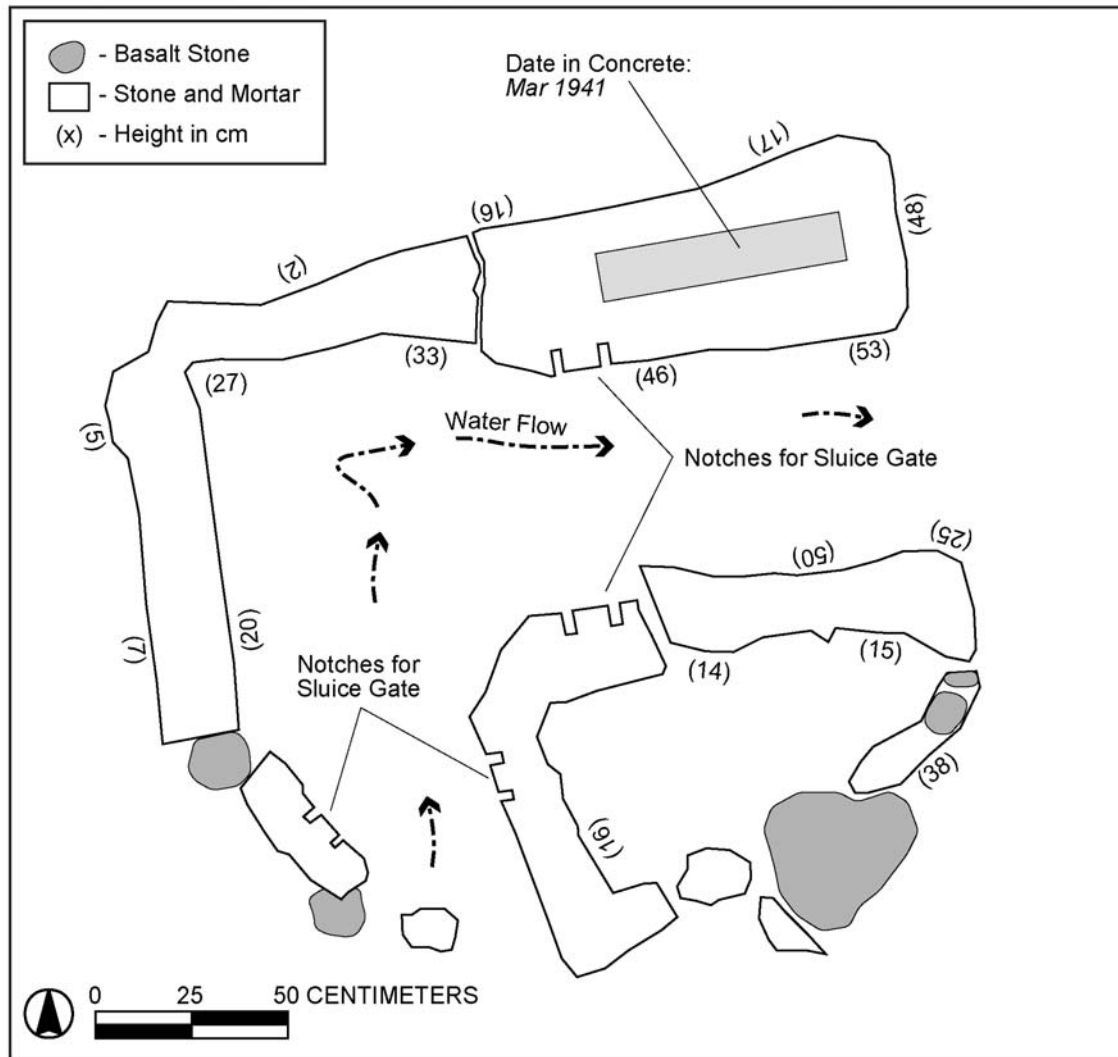 - Basalt Stone
- Stone and Mortar
(x) - Height in cm
Date in Concrete:
Mar 1941
(17)
(16)
(48)
(2)
(33)
(27)
(46)
(53)
(5)
Water Flow
Notches for Sluice Gate
(25)
(50)
(7)
(20)
(14)
(15)
Notches for
Sluice Gate
(38)
(16)
0 25 50 CENTIMETERS